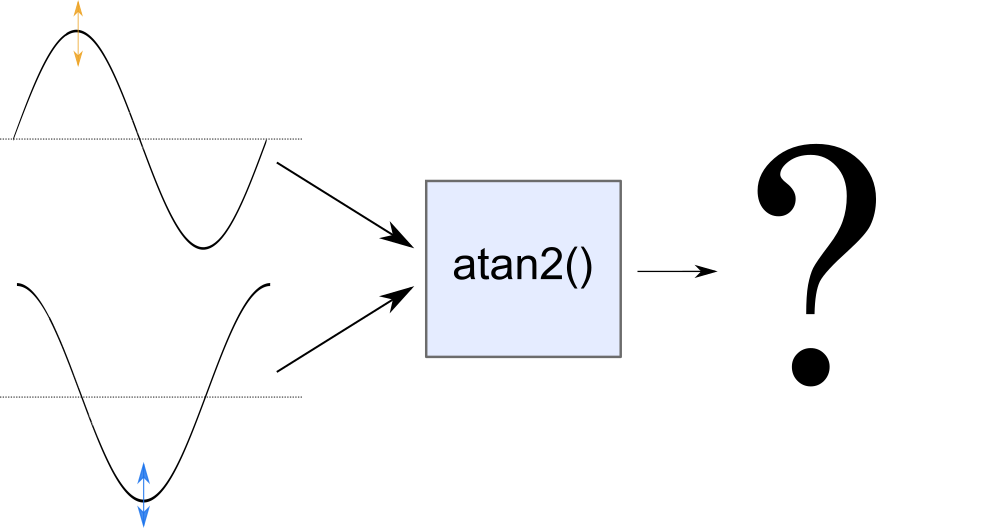 atan2()
?